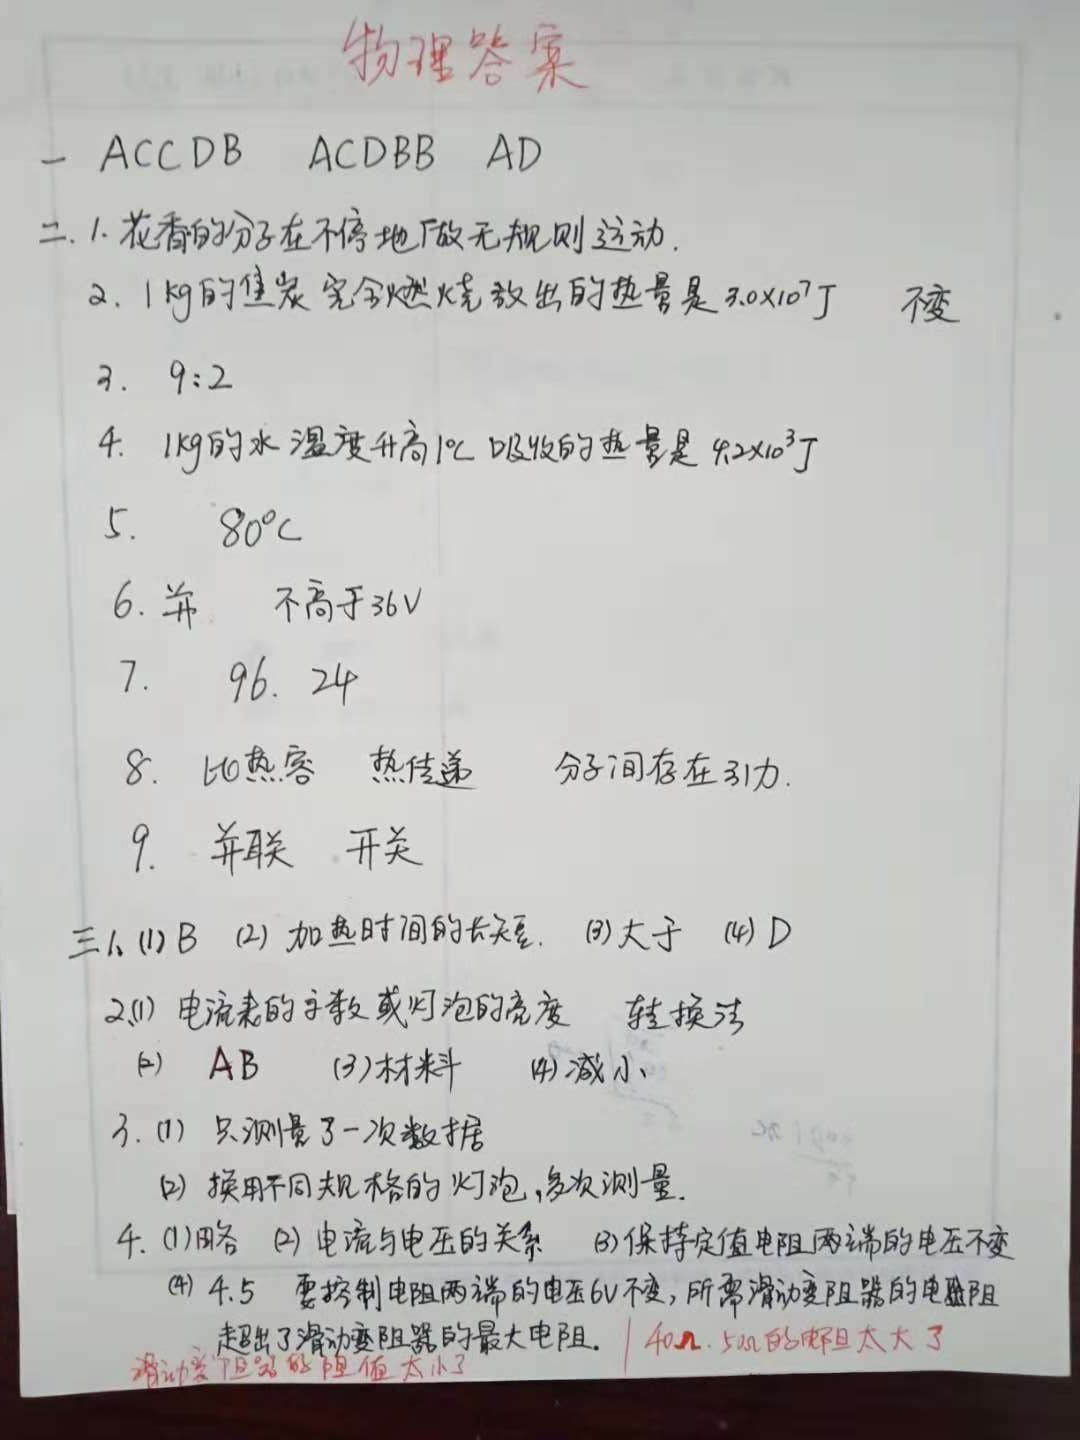 物理答案
一 ACCDB ACDBB AD
二. 1. 花香的分子在不停地做无规则运动.
2. 1kg的焦炭完全燃烧放出的热量是3.0×10⁷J 不变
3. 9:2
4. 1kg的水温度升高1℃吸收的热量是4.2×10³J
5. 80℃
6. 并 不高于36V
7. 96. 24
8. 比热容 热传递 分子间存在引力.
9. 并联 开关
三 1. (1) B (2) 加热时间的长短. (3) 大于 (4) D
2. (1) 电流表的示数或灯泡的亮度 转换法
(2) AB (3) 材料 (4) 减小
3. (1) 只测量了一次数据
(2) 换用不同规格的灯泡,多次测量.
4. (1) 略 (2) 电流与电压的关系 (3) 保持定值电阻两端的电压不变
(4) 4.5 要控制电阻两端的电压6V不变,所需滑动变阻器的电阻
超出了滑动变阻器的最大电阻. | 40Ω.50Ω的电阻太大了
滑动变阻器的阻值太小了